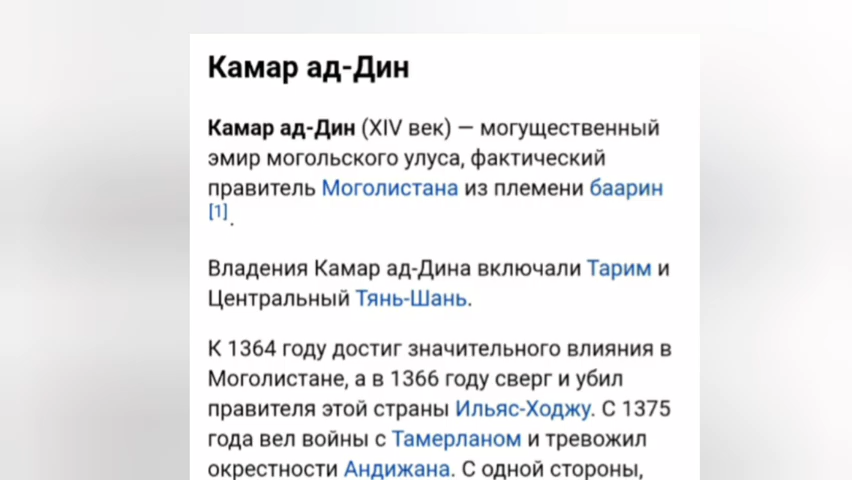 Камар ад-Дин
Камар ад-Дин (XIV век) — могущественный
эмир могольского улуса, фактический
правитель Моголистана из племени баарин
[1].
Владения Камар ад-Дина включали Тарим и
Центральный Тянь-Шань.
К 1364 году достиг значительного влияния в
Моголистане, а в 1366 году сверг и убил
правителя этой страны Ильяс-Ходжу. С 1375
года вел войны с Тамерланом и тревожил
окрестности Андижана. С одной стороны,